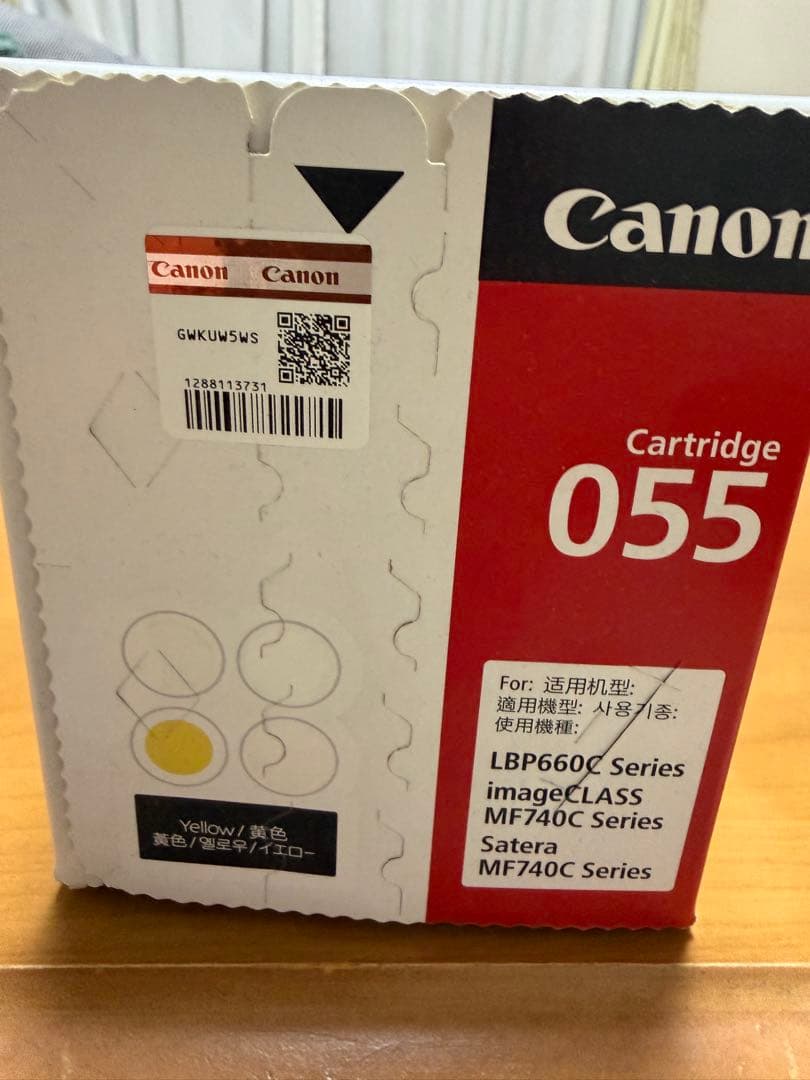 Canon
Canon Canon
GWKUW5WS
1288113731
Cartridge
055
For: 适用机型:
適用機型: 사용기종:
使用機種:
LBP660C Series
imageCLASS
MF740C Series
Satera
MF740C Series
Yellow/黄色
黃色/옐로우/イエロー